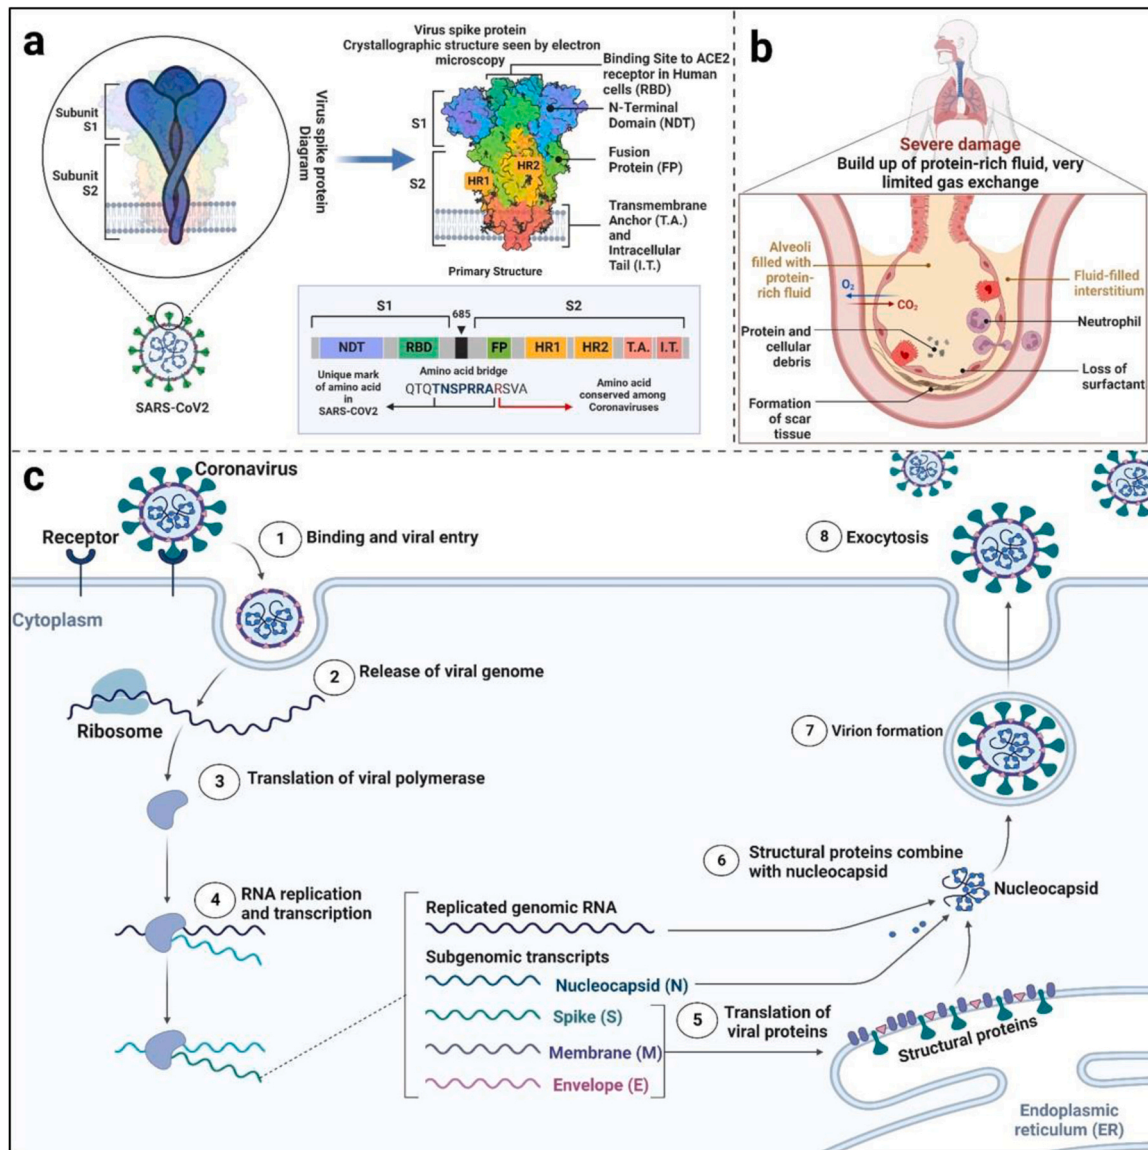 a
Subunit
S1
Subunit
S2
SARS-CoV2
Virus spike protein
Diagram
Virus spike protein
Crystallographic structure seen by electron
microscopy
S1
S2
HR1
HR2
Binding Site to ACE2
receptor in Human
cells (RBD)
N-Terminal
Domain (NDT)
Fusion
Protein (FP)
Transmembrane
Anchor (T.A.)
and
Intracellular
Tail (I.T.)
Primary Structure
S1
685
S2
NDT
RBD
FP
HR1
HR2
T.A.
I.T.
Unique mark
of amino acid
in
SARS-COV2
Amino acid bridge
QTQTNSPRRARSVA
Amino acid
conserved among
Coronaviruses
b
Severe damage
Build up of protein-rich fluid, very
limited gas exchange
Alveoli
filled with
protein-
rich fluid
O₂
CO₂
Protein and
cellular
debris
Formation
of scar
tissue
Fluid-filled
interstitium
Neutrophil
Loss of
surfactant
c
Coronavirus
Receptor
Cytoplasm
1 Binding and viral entry
2 Release of viral genome
Ribosome
3 Translation of viral polymerase
4 RNA replication
and transcription
Replicated genomic RNA
Subgenomic transcripts
Nucleocapsid (N)
Spike (S)
Membrane (M)
Envelope (E)
5 Translation of
viral proteins
Structural proteins
Endoplasmic
reticulum (ER)
6 Structural proteins combine
with nucleocapsid
Nucleocapsid
7 Virion formation
8 Exocytosis